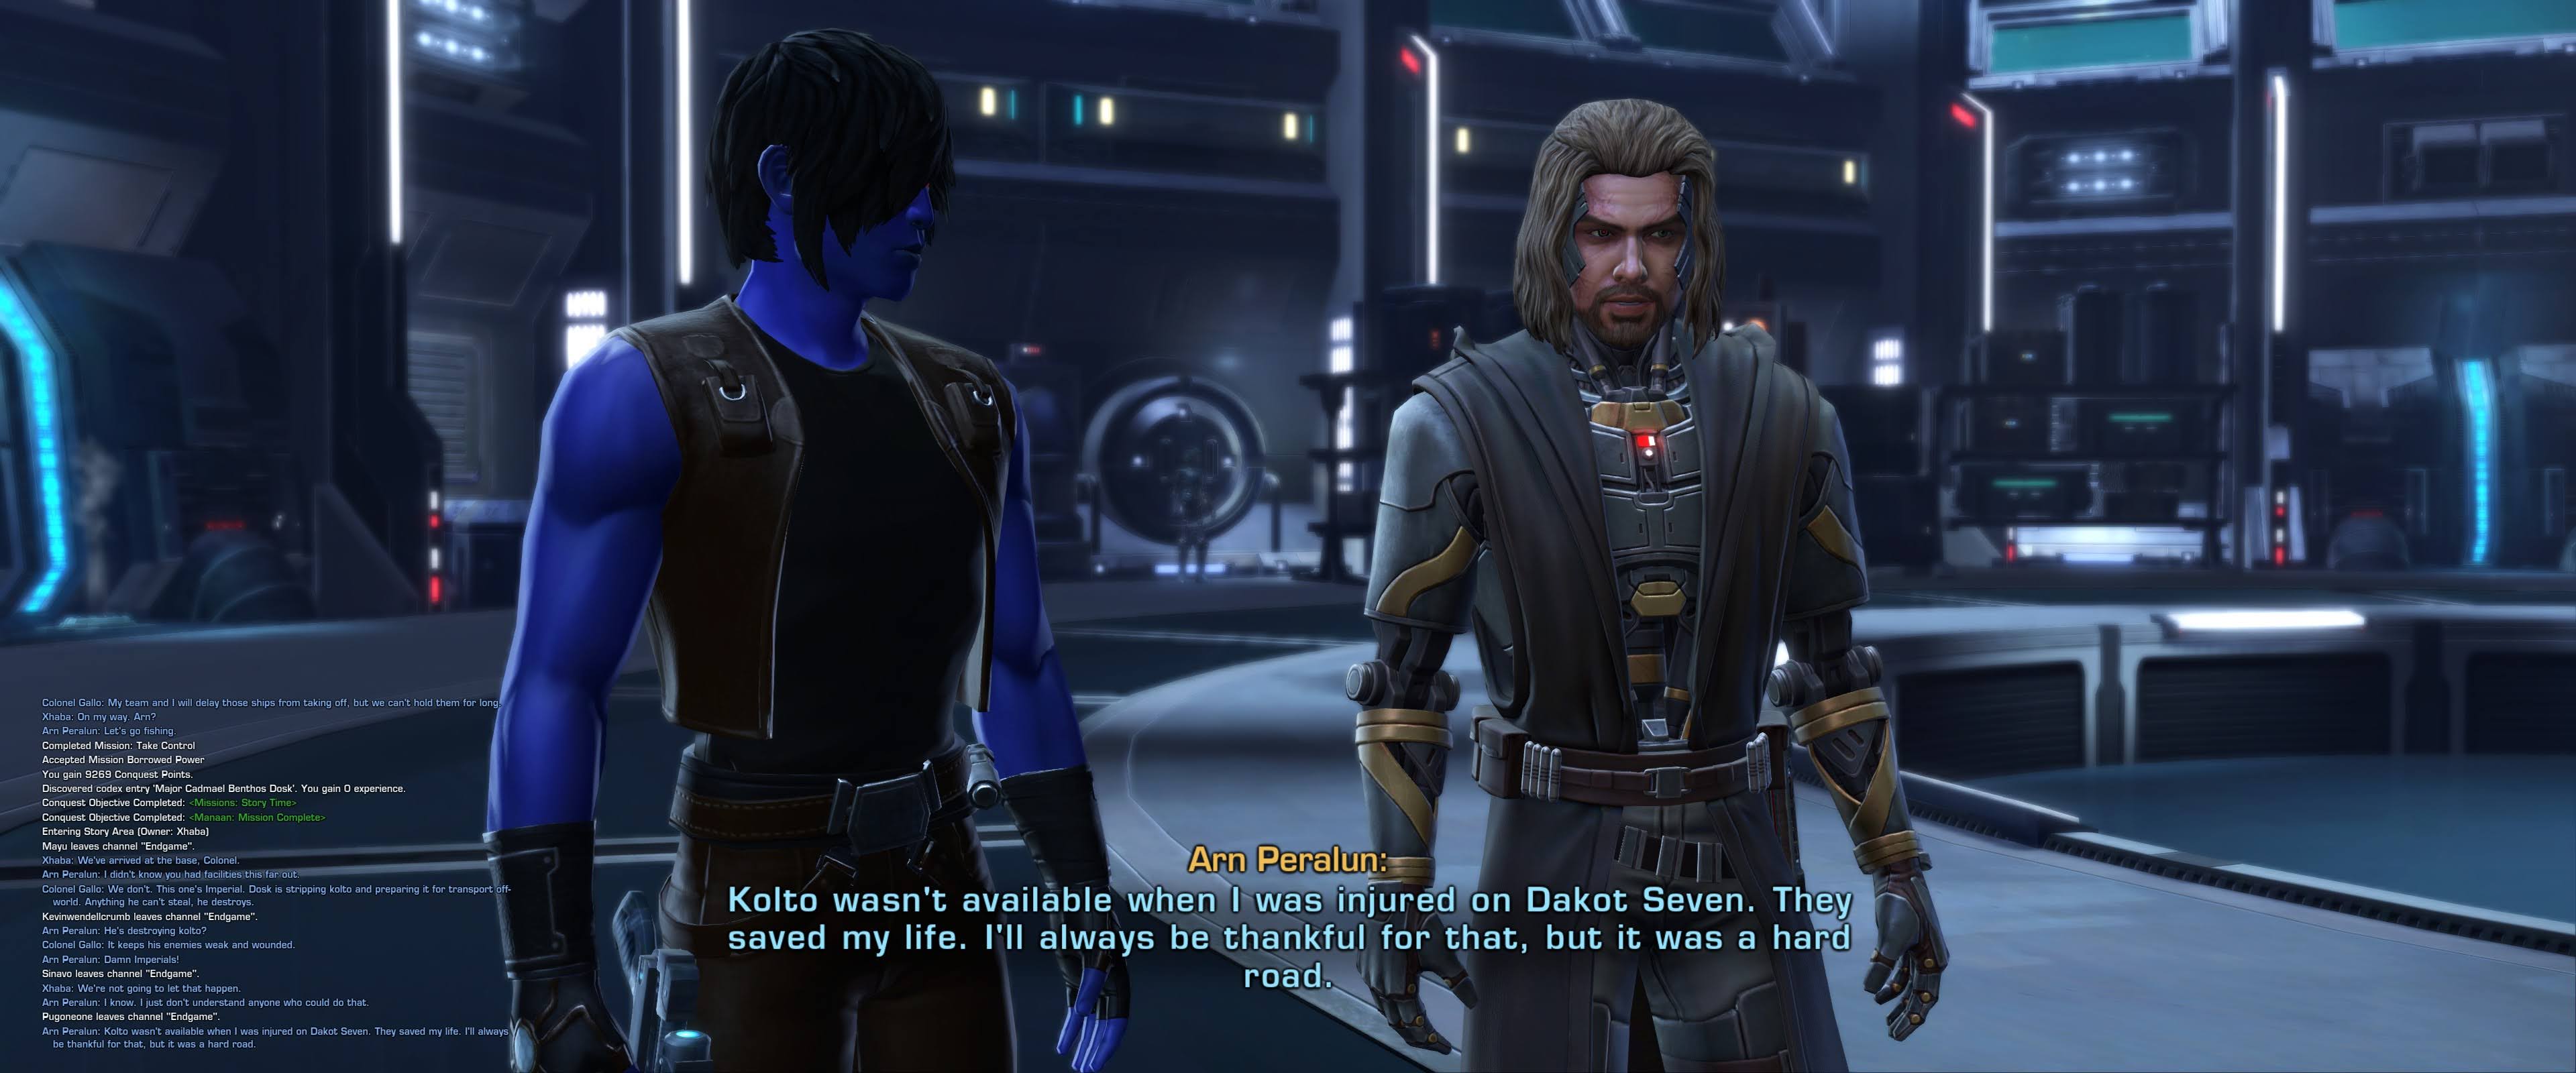 Colonel Gallo: My team and I will delay those ships from taking off, but we can't hold them for long.
Xhaba: On my way. Arn?
Arn Peralun: Let's go fishing.
Completed Mission: Take Control
Accepted Mission Borrowed Power
You gain 9269 Conquest Points.
Discovered codex entry 'Major Cadmael Benthos Dosk'. You gain 0 experience.
Conquest Objective Completed: <Missions: Story Time>
Conquest Objective Completed: <Manaan: Mission Complete>
Entering Story Area (Owner: Xhaba)
Mayu leaves channel "Endgame".
Xhaba: We've arrived at the base, Colonel.
Arn Peralun: I didn't know you had facilities this far out.
Colonel Gallo: We don't. This one's Imperial. Dosk is stripping kolto and preparing it for transport off-
world. Anything he can't steal, he destroys.
Kevinwendellcrumb leaves channel "Endgame".
Arn Peralun: He's destroying kolto?
Colonel Gallo: It keeps his enemies weak and wounded.
Arn Peralun: Damn Imperials!
Sinavo leaves channel "Endgame".
Xhaba: We're not going to let that happen.
Arn Peralun: I know. I just don't understand anyone who could do that.
Pugoneone leaves channel "Endgame".
Arn Peralun: Kolto wasn't available when I was injured on Dakot Seven. They saved my life. I'll always
be thankful for that, but it was a hard road.
Arn Peralun:
Kolto wasn't available when I was injured on Dakot Seven. They
saved my life. I'll always be thankful for that, but it was a hard
road.